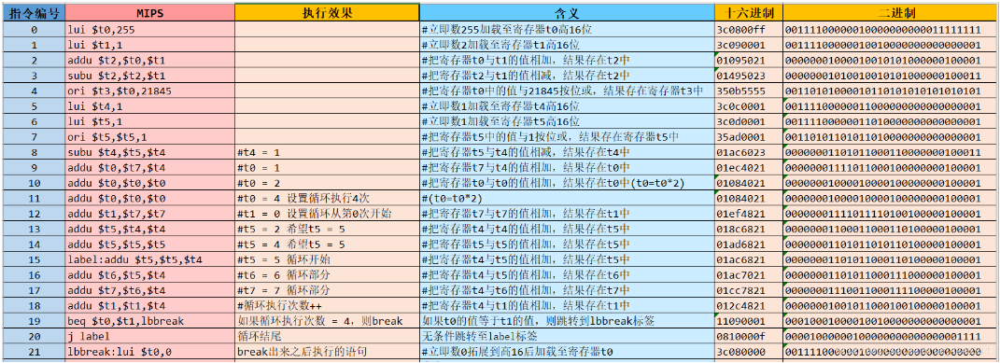 指令编号 MIPS 执行效果 含义 十六进制 二进制
0 lui $t0,255 #立即数255加载至寄存器t0高16位 3c0800ff 00111100000010000000000011111111
1 lui $t1,1 #立即数2加载至寄存器t1高16位 3c090001 00111100000010010000000000000001
2 addu $t2,$t0,$t1 #把寄存器t0与t1的值相加，结果存在t2中 01095021 00000001000010010101000000100001
3 subu $t2,$t2,$t1 #把寄存器t2与t1的值相减，结果存在t2中 01495023 00000001010010010101000000100011
4 ori $t3,$t0,21845 #把寄存器t0中的值与21845按位或，结果存在寄存器t3中 350b5555 00110101000010110101010101010101
5 lui $t4,1 #立即数1加载至寄存器t4高16位 3c0c0001 00111100000011000000000000000001
6 lui $t5,1 #立即数1加载至寄存器t5高16位 3c0d0001 00111100000011010000000000000001
7 ori $t5,$t5,1 #把寄存器t5中的值与1按位或，结果存在寄存器t5中 35ad0001 00110101101011010000000000000001
8 subu $t4,$t5,$t4 #t4 = 1 #把寄存器t5与t4的值相减，结果存在t4中 01ac6023 00000001101011000110000000100011
9 addu $t0,$t7,$t4 #t0 = 1 #把寄存器t7与t4的值相加，结果存在t0中 01ec4021 00000001111011000100000000100001
10 addu $t0,$t0,$t0 #t0 = 2 #把寄存器t0与t0的值相加，结果存在t0中(t0=t0*2) 01084021 00000001000010000100000000100001
11 addu $t0,$t0,$t0 #t0 = 4 设置循环执行4次 #(t0=t0*2) 01084021 00000001000010000100000000100001
12 addu $t1,$t7,$t7 #t1 = 0 设置循环从第0次开始 #把寄存器t7与t7的值相加，结果存在t1中 01ef4821 00000001111011110100100000100001
13 addu $t5,$t4,$t4 #t5 = 2 希望t5 = 5 #把寄存器t4与t4的值相加，结果存在t5中 018c6821 00000001100011000110100000100001
14 addu $t5,$t5,$t5 #t5 = 4 希望t5 = 5 #把寄存器t5与t5的值相加，结果存在t5中 01ad6821 00000001101011010110100000100001
15 label:addu $t5,$t5,$t4 #t5 = 5 循环开始 #把寄存器t4与t5的值相加，结果存在t5中 01ac6821 00000001101011000110100000100001
16 addu $t6,$t5,$t4 #t6 = 6 循环部分 #把寄存器t4与t5的值相加，结果存在t6中 01ac7021 00000001101011000111000000100001
17 addu $t7,$t6,$t4 #t7 = 7 循环部分 #把寄存器t4与t6的值相加，结果存在t7中 01cc7821 00000001110011000111100000100001
18 addu $t1,$t1,$t4 #循环执行次数++ #把寄存器t4与t1的值相加，结果存在t1中 012c4821 00000001001011000100100000100001
19 beq $t0,$t1,lbbreak 如果循环执行次数 = 4，则break 如果t0的值等于t1的值，则跳转到lbbreak标签 11090001 00010001000010010000000000000001
20 j label 循环结尾 无条件跳转至label标签 0810000f 00001000000100000000000000001111
21 lbbreak:lui $t0,0 break出来之后执行的语句 #立即数0拓展到高16后加载至寄存器t0 3c080000